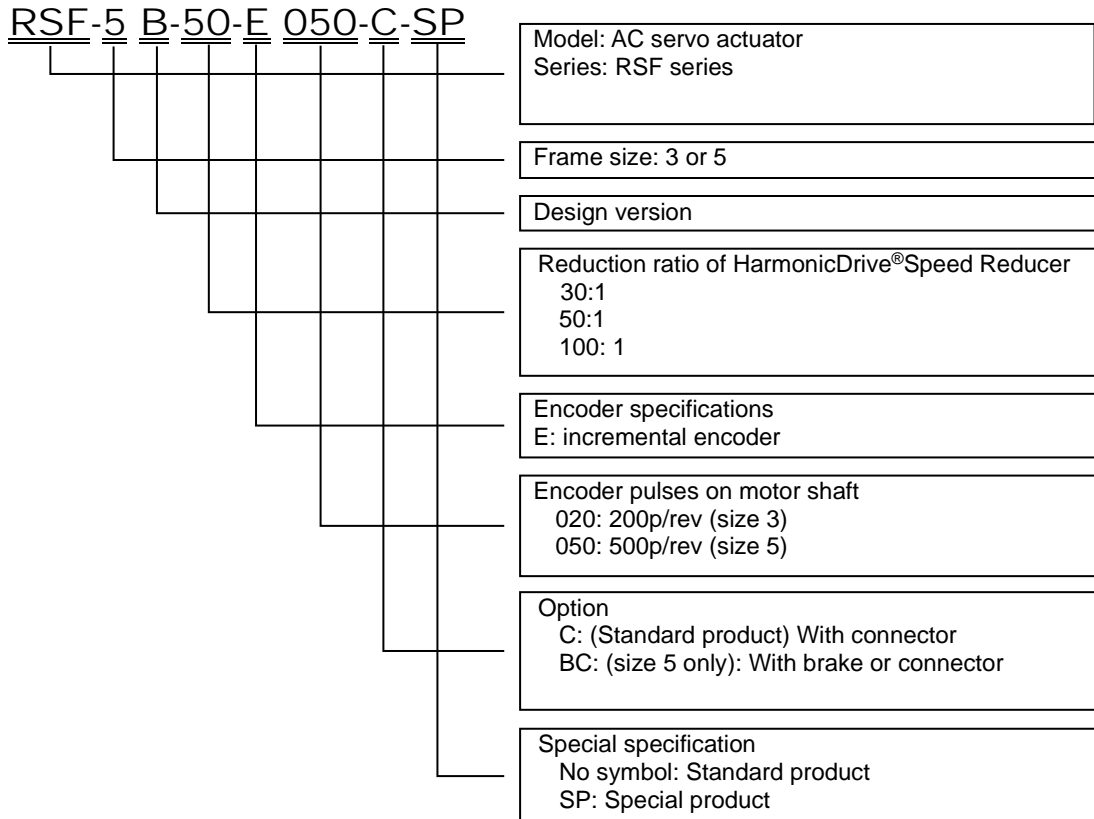 RSF-5 B-50-E 050-C-SP
Model: AC servo actuator
Series: RSF series
Frame size: 3 or 5
Design version
Reduction ratio of HarmonicDrive®Speed Reducer
30:1
50:1
100: 1
Encoder specifications
E: incremental encoder
Encoder pulses on motor shaft
020: 200p/rev (size 3)
050: 500p/rev (size 5)
Option
C: (Standard product) With connector
BC: (size 5 only): With brake or connector
Special specification
No symbol: Standard product
SP: Special product